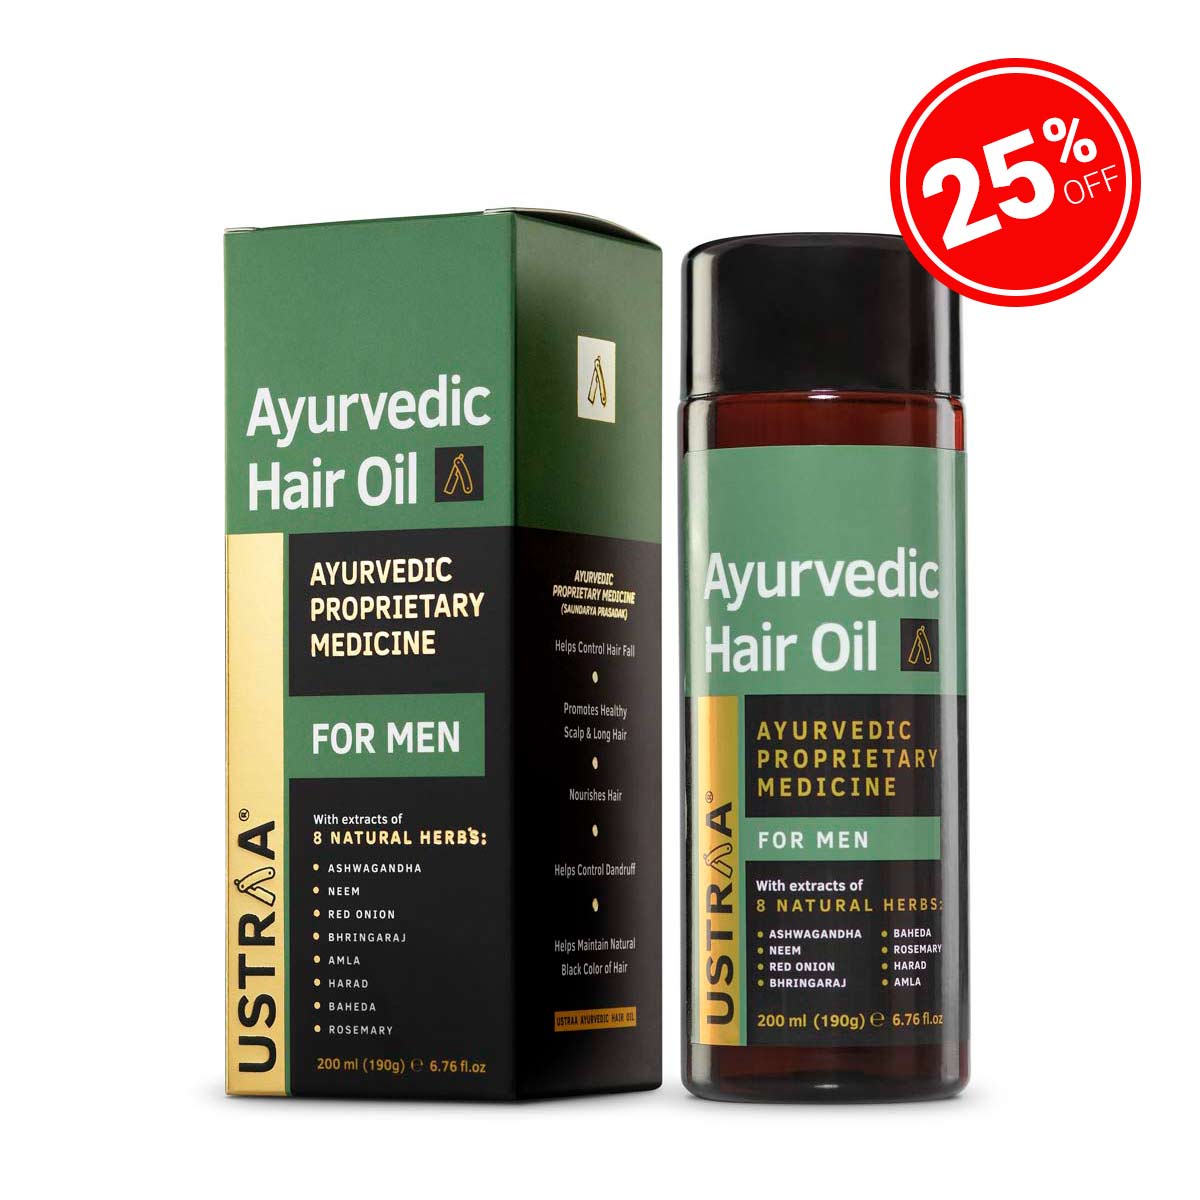 25%
OFF
Ayurvedic
Hair Oil
AYURVEDIC
PROPRIETARY
MEDICINE
FOR MEN
With extracts of
8 NATURAL HERBS:
• ASHWAGANDHA
• NEEM
• RED ONION
• BHRINGARAJ
• AMLA
• HARAD
• BAHEDA
• ROSEMARY
200 ml (190g) ℮ 6.76 fl.oz
USTRAA®
AYURVEDIC
PROPRIETARY MEDICINE
(SAUNDARYA PRASADAK)
Helps Control Hair Fall
•
Promotes Healthy
Scalp & Long Hair
•
Nourishes Hair
•
Helps Control Dandruff
•
Helps Maintain Natural
Black Color of Hair
USTRAA AYURVEDIC HAIR OIL
Ayurvedic
Hair Oil
AYURVEDIC
PROPRIETARY
MEDICINE
FOR MEN
With extracts of
8 NATURAL HERBS:
• ASHWAGANDHA
• NEEM
• RED ONION
• BHRINGARAJ
• BAHEDA
• ROSEMARY
• HARAD
• AMLA
200 ml (190g) ℮ 6.76 fl.oz
USTRAA®